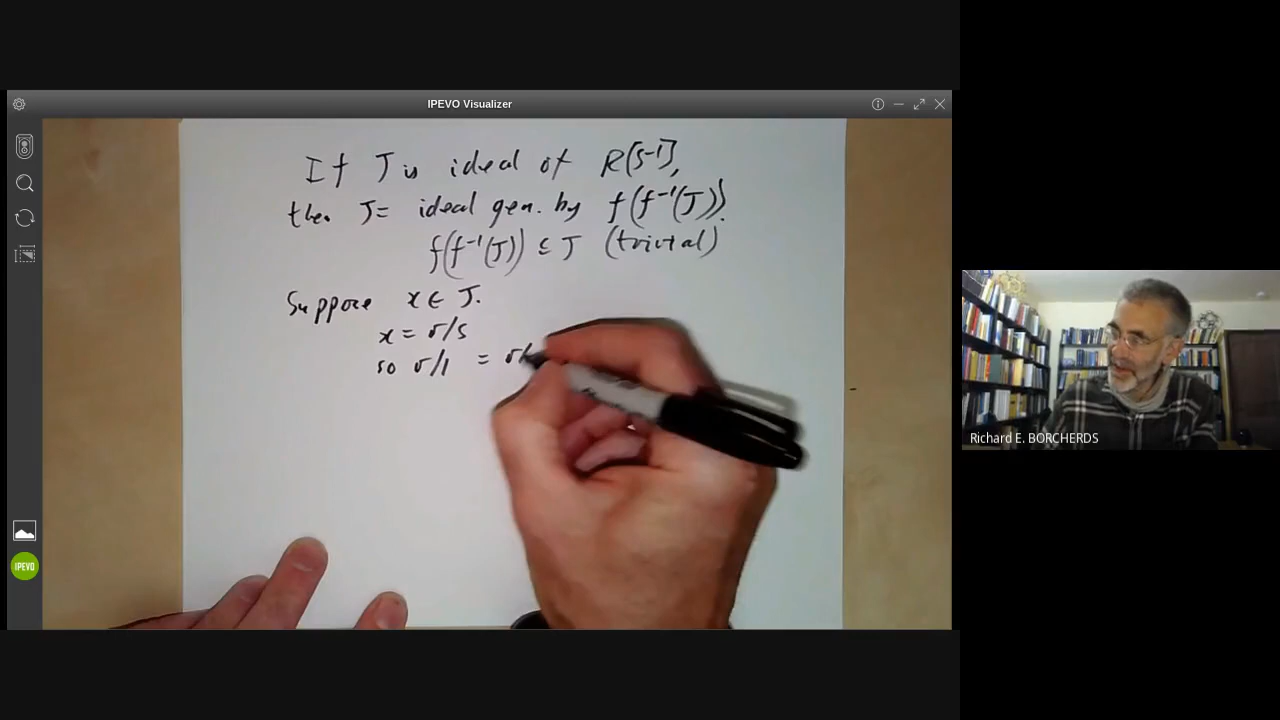 IPEVO Visualizer
If J is ideal of R[S⁻¹],
then J = ideal gen. by f(f⁻¹(J)).
f(f⁻¹(J)) ⊆ J (trivial)
Suppose x ∈ J.
x = r/s
so r/1 = r/
IPEVO
Richard E. BORCHERDS